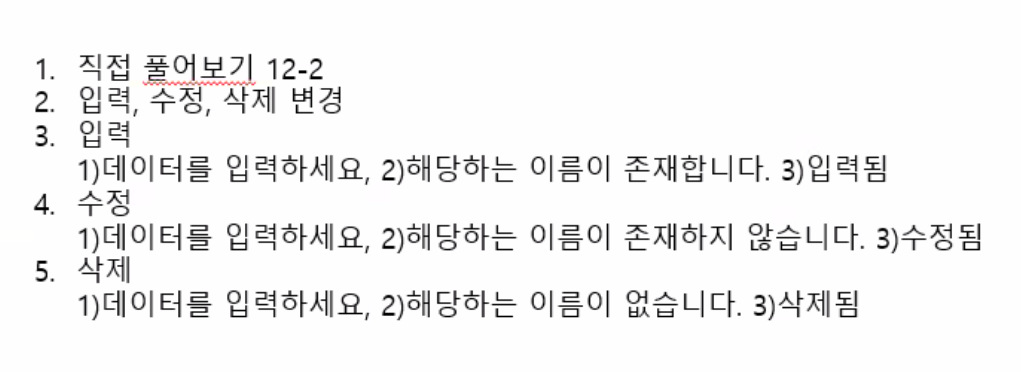 1. 직접 풀어보기 12-2
2. 입력, 수정, 삭제 변경
3. 입력
1)데이터를 입력하세요, 2)해당하는 이름이 존재합니다. 3)입력됨
4. 수정
1)데이터를 입력하세요, 2)해당하는 이름이 존재하지 않습니다. 3)수정됨
5. 삭제
1)데이터를 입력하세요, 2)해당하는 이름이 없습니다. 3)삭제됨